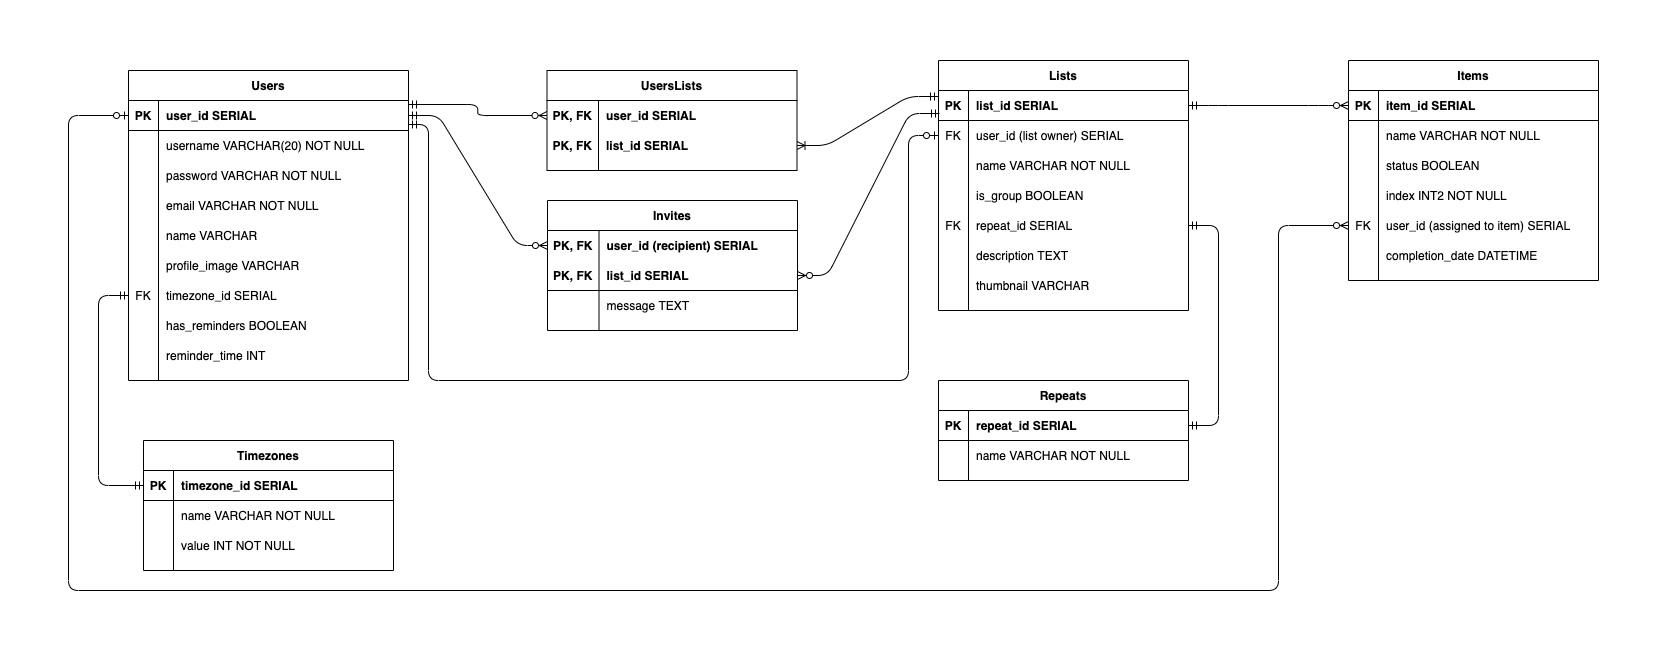 Users
PK user_id SERIAL
username VARCHAR(20) NOT NULL
password VARCHAR NOT NULL
email VARCHAR NOT NULL
name VARCHAR
profile_image VARCHAR
FK timezone_id SERIAL
has_reminders BOOLEAN
reminder_time INT
Timezones
PK timezone_id SERIAL
name VARCHAR NOT NULL
value INT NOT NULL
UsersLists
PK, FK user_id SERIAL
PK, FK list_id SERIAL
Invites
PK, FK user_id (recipient) SERIAL
PK, FK list_id SERIAL
message TEXT
Lists
PK list_id SERIAL
FK user_id (list owner) SERIAL
name VARCHAR NOT NULL
is_group BOOLEAN
FK repeat_id SERIAL
description TEXT
thumbnail VARCHAR
Repeats
PK repeat_id SERIAL
name VARCHAR NOT NULL
Items
PK item_id SERIAL
name VARCHAR NOT NULL
status BOOLEAN
index INT2 NOT NULL
FK user_id (assigned to item) SERIAL
completion_date DATETIME